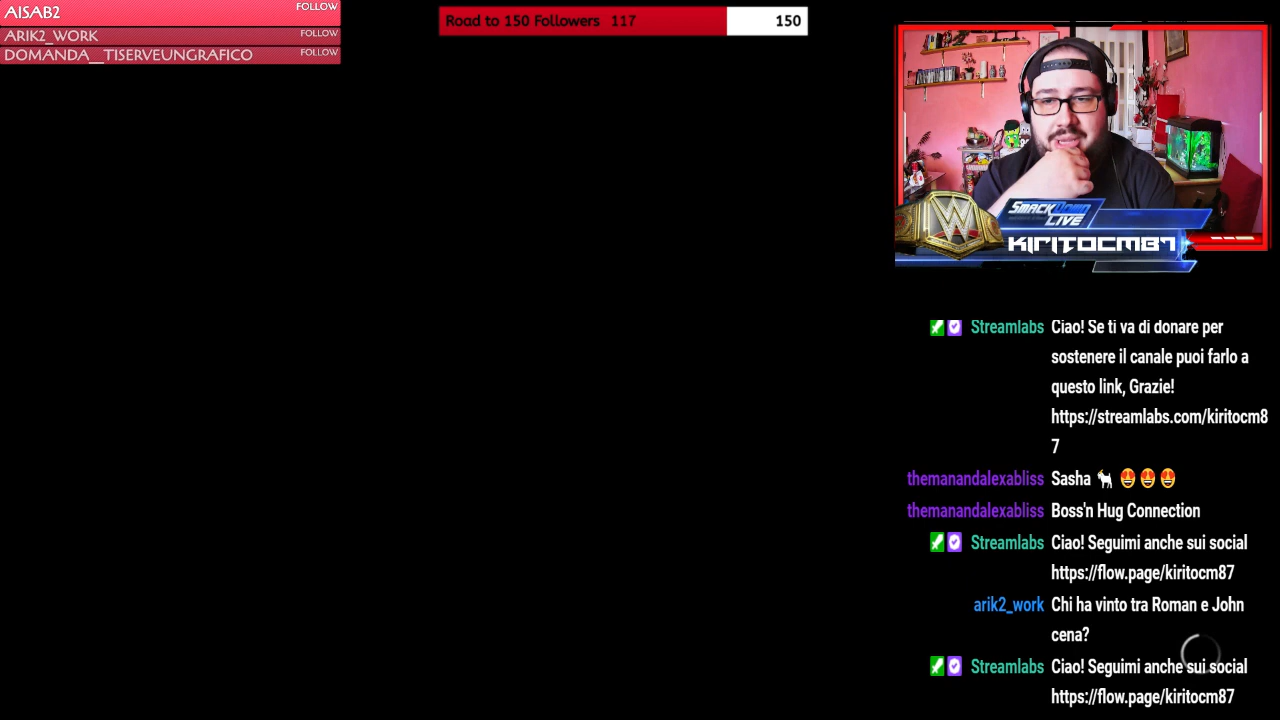 AISAB2 FOLLOW
ARIK2_WORK FOLLOW
DOMANDA__TISERVEUNGRAFICO FOLLOW
Road to 150 Followers 117 150
SMACKDOWN
LIVE
KIRITOCM87
Streamlabs Ciao! Se ti va di donare per
sostenere il canale puoi farlo a
questo link, Grazie!
https://streamlabs.com/kiritocm8
7
themanandalexabliss Sasha 🐐 😍😍😍
themanandalexabliss Boss'n Hug Connection
Streamlabs Ciao! Seguimi anche sui social
https://flow.page/kiritocm87
arik2_work Chi ha vinto tra Roman e John
cena?
Streamlabs Ciao! Seguimi anche sui social
https://flow.page/kiritocm87